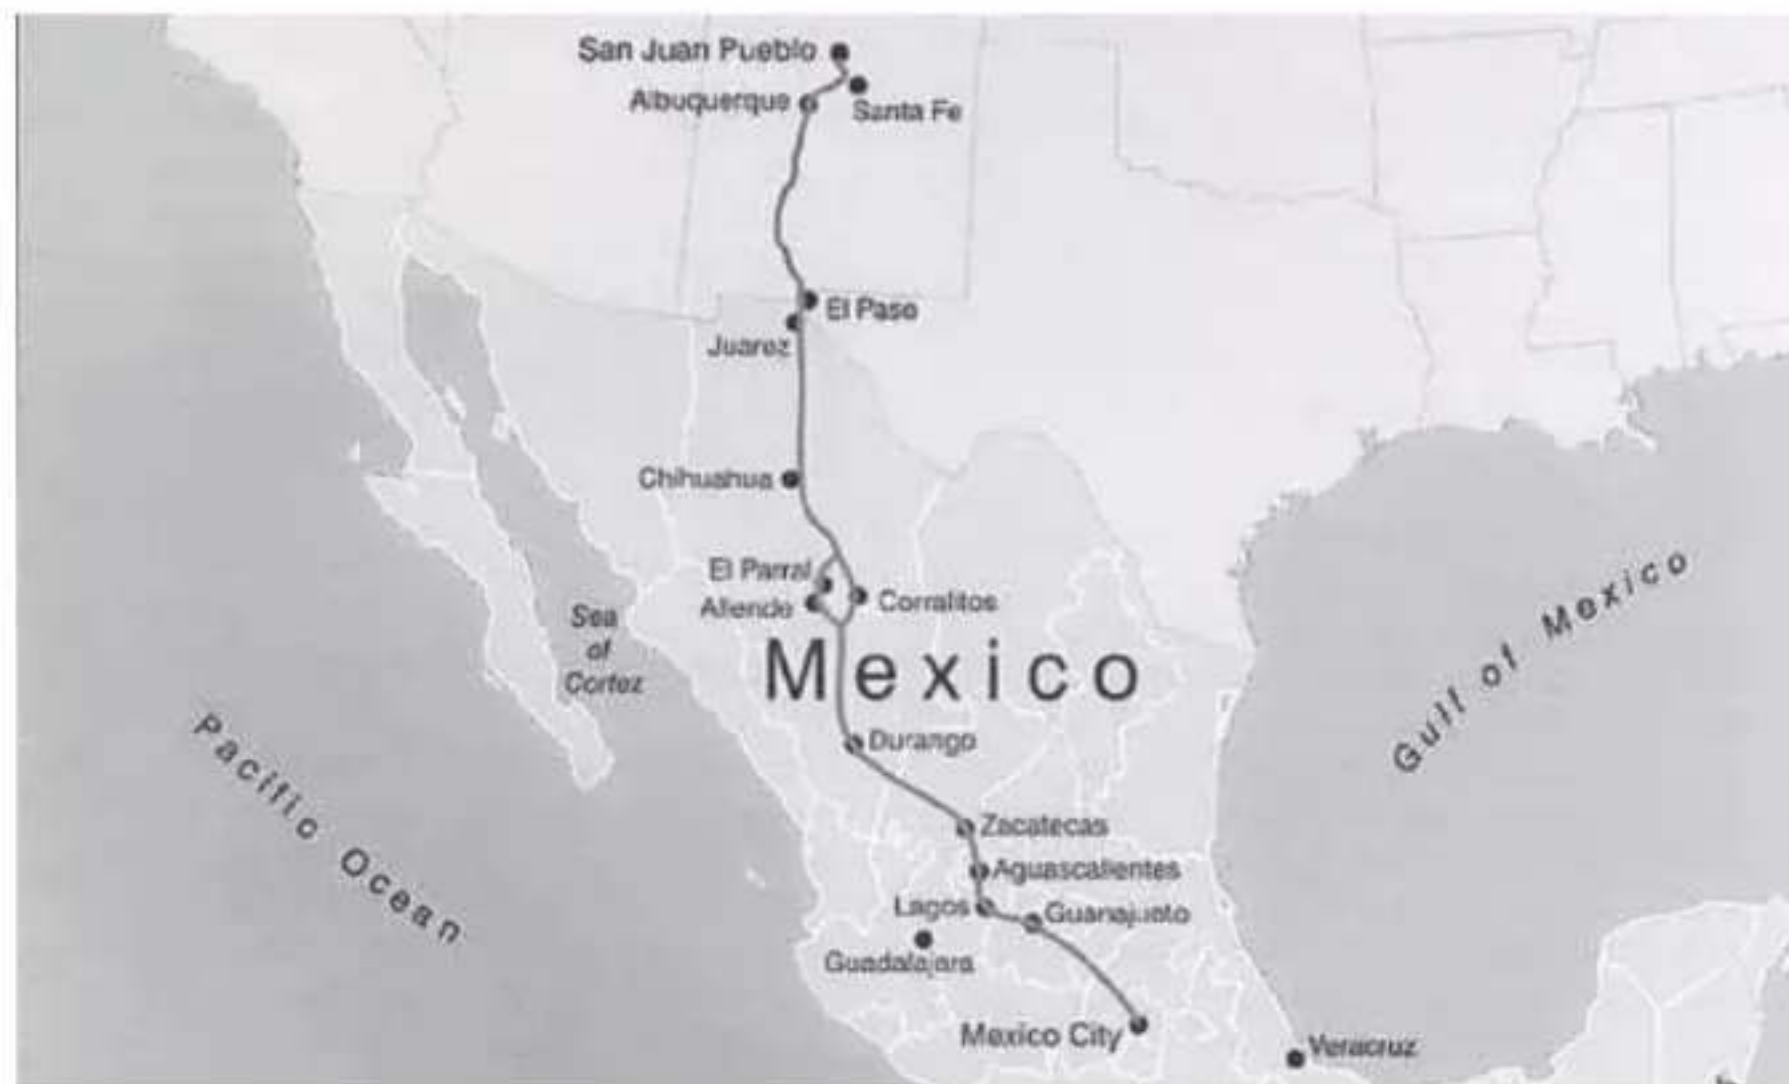 San Juan Pueblo
Albuquerque
Santa Fe
El Paso
Juarez
Chihuahua
El Parral
Allende
Corralitos
Sea
of
Cortez
Mexico
Gulf of Mexico
Pacific Ocean
Durango
Zacatecas
Aguascalientes
Lagos
Guanajuato
Guadalajara
Mexico City
Veracruz